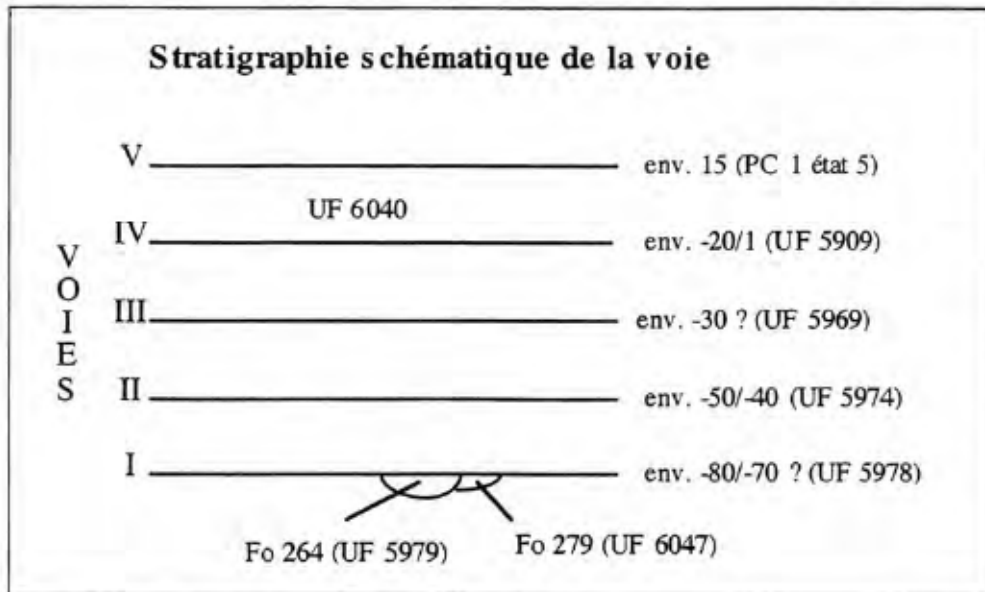 Stratigraphie schématique de la voie
VOIES
V env. 15 (PC 1 état 5)
UF 6040
IV env. -20/1 (UF 5909)
III env. -30 ? (UF 5969)
II env. -50/-40 (UF 5974)
I env. -80/-70 ? (UF 5978)
Fo 264 (UF 5979) Fo 279 (UF 6047)